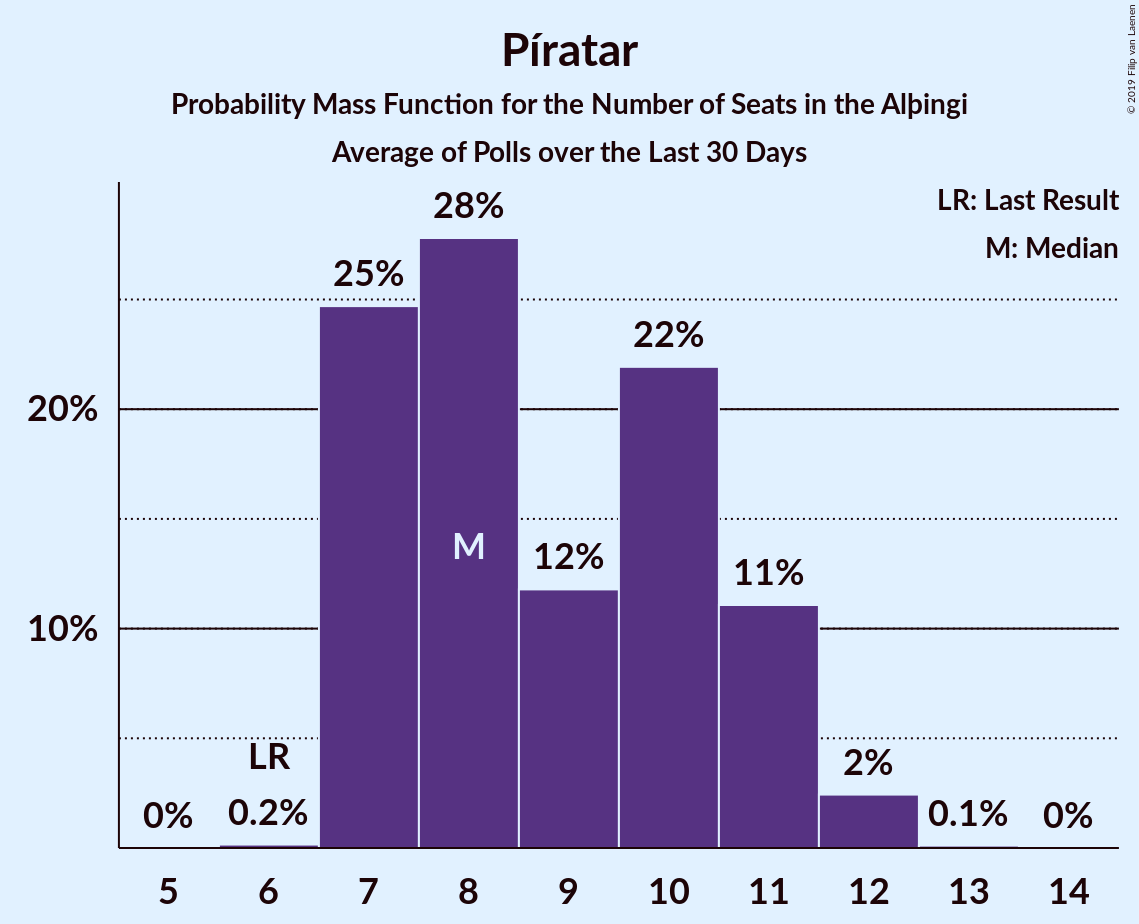 Píratar
Probability Mass Function for the Number of Seats in the Alþingi
Average of Polls over the Last 30 Days
© 2019 Filip van Laenen
LR: Last Result
M: Median
28%
25%
22%
20%
M
12%
11%
10%
LR
2%
0%
0.2%
0.1%
0%
5 6 7 8 9 10 11 12 13 14